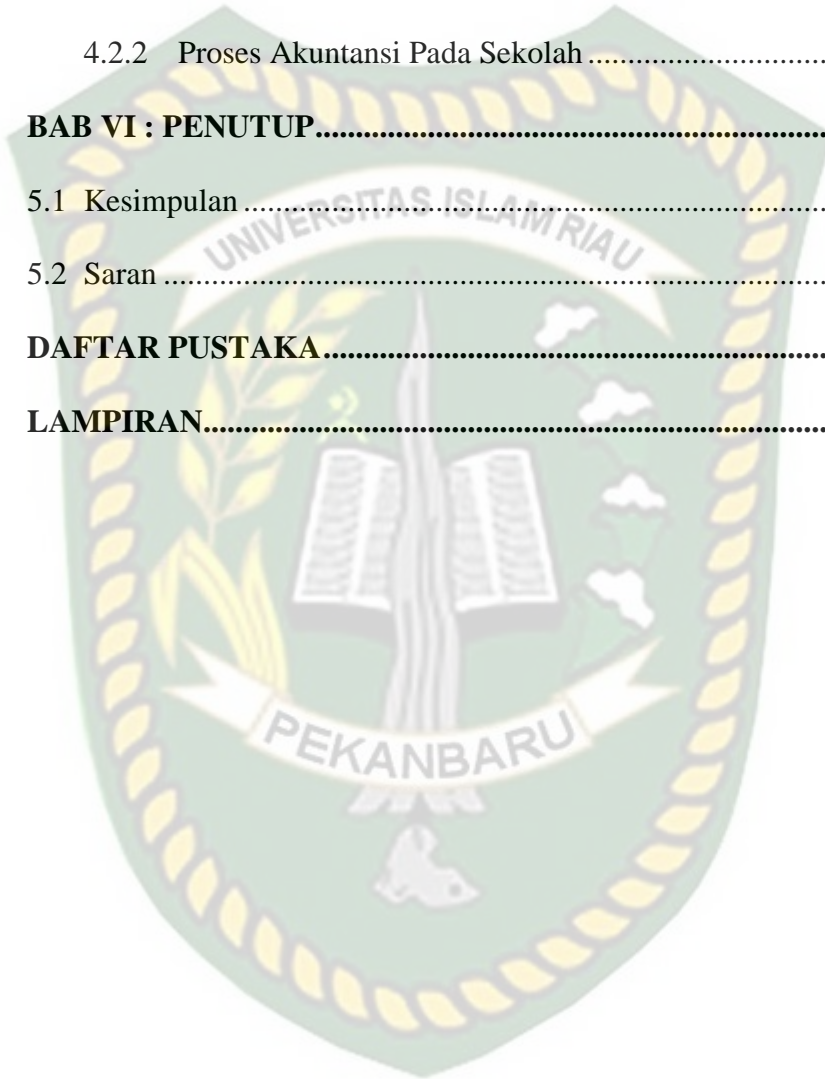 4.2.2 Proses Akuntansi Pada Sekolah ..............................
BAB VI : PENUTUP..............................................................
5.1 Kesimpulan ......................................................................
UNIVERSITAS ISLAM RIAU
5.2 Saran ................................................................................
DAFTAR PUSTAKA.............................................................
LAMPIRAN...........................................................................
PEKANBARU